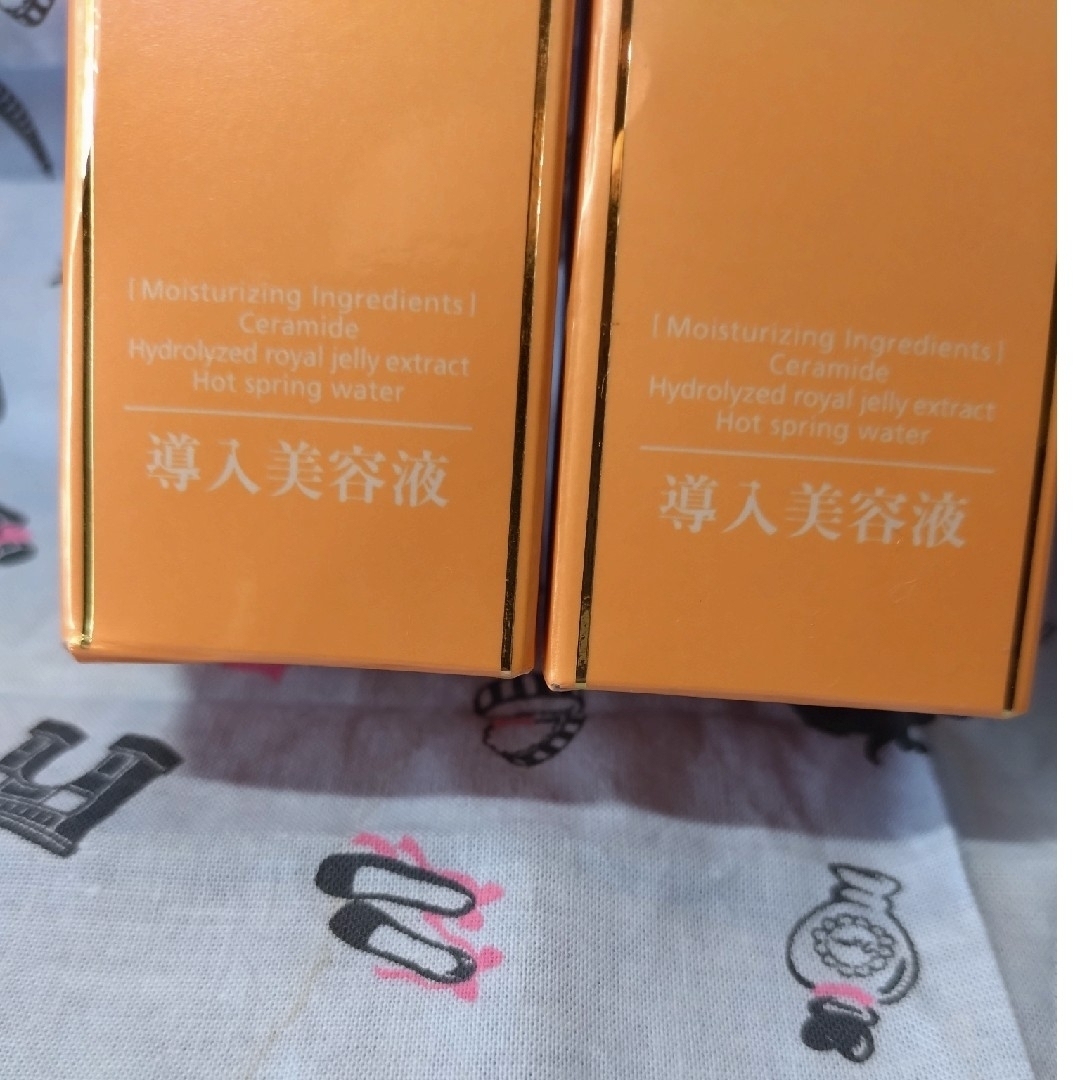 [Moisturizing Ingredients]
Ceramide
Hydrolyzed royal jelly extract
Hot spring water
導入美容液
[Moisturizing Ingredients]
Ceramide
Hydrolyzed royal jelly extract
Hot spring water
導入美容液